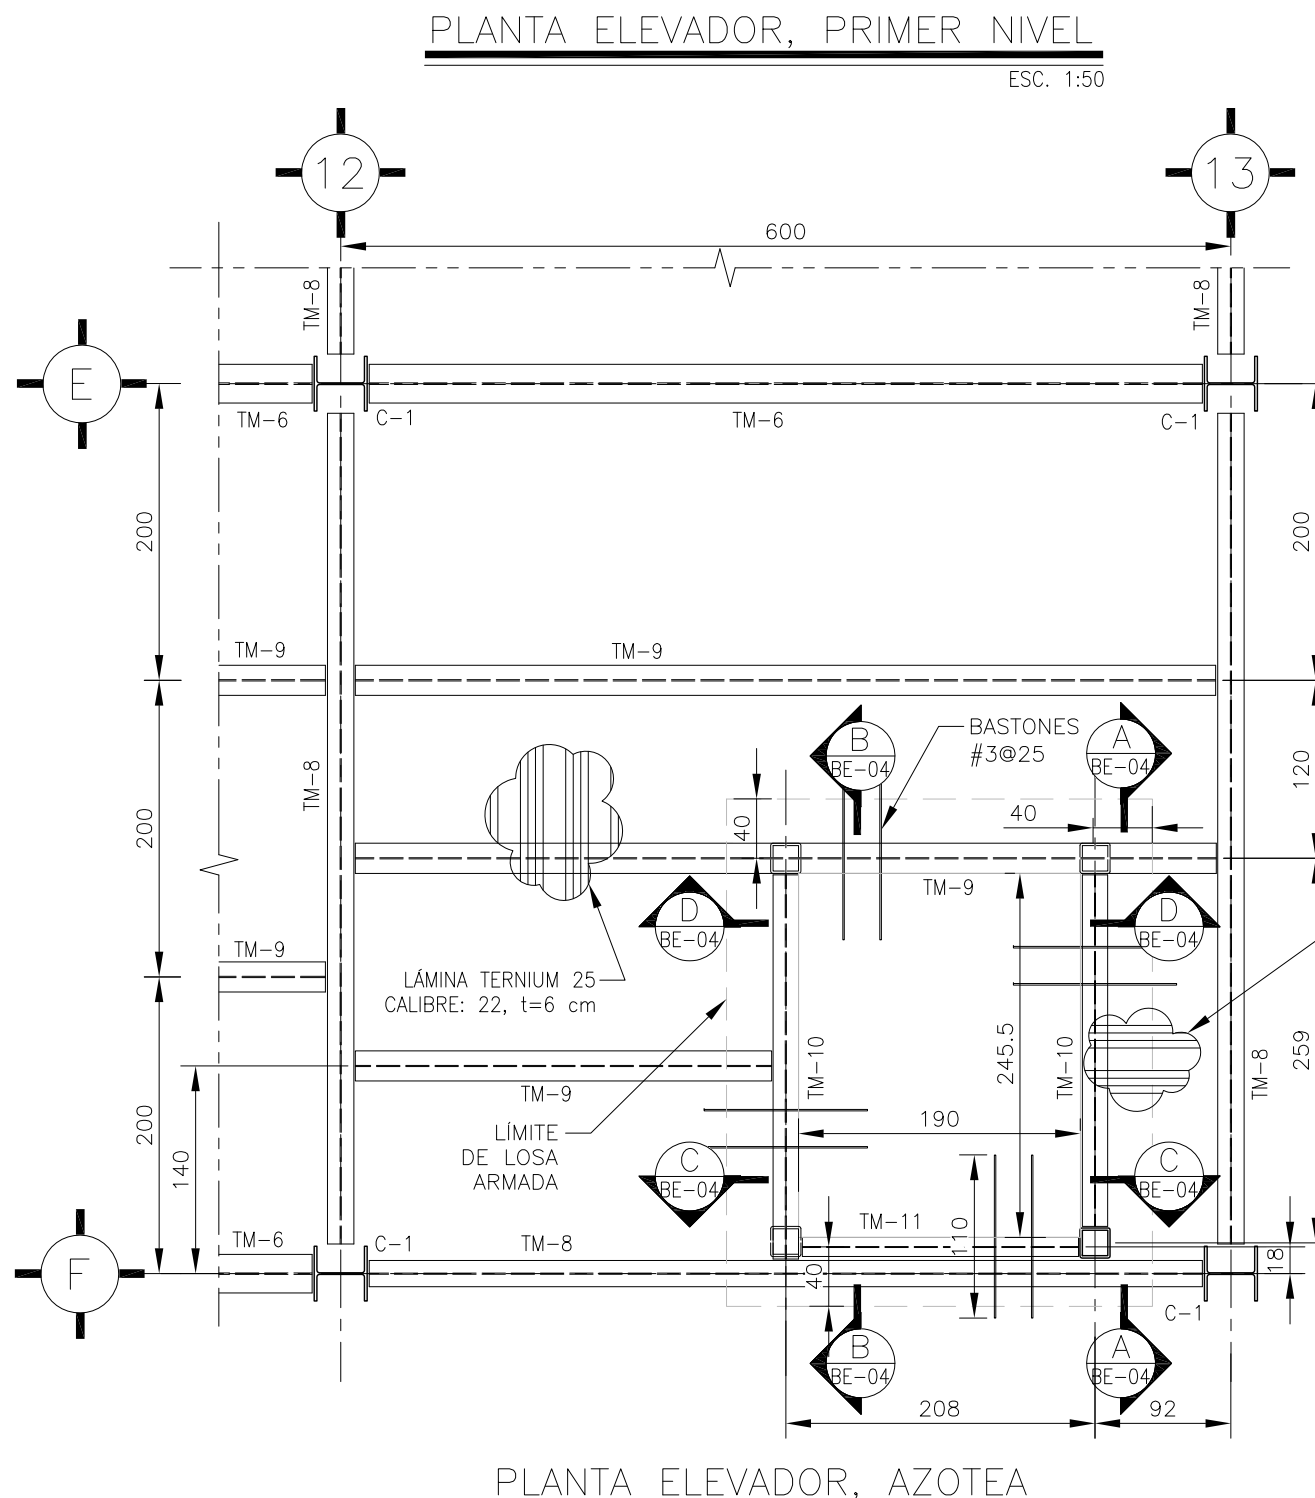 PLANTA ELEVADOR, PRIMER NIVEL
ESC. 1:50
12
13
600
TM-8
TM-8
E
TM-6
C-1
TM-6
C-1
200
200
TM-9
TM-9
B
BE-04
BASTONES
#3@25
A
BE-04
TM-8
120
200
40
40
TM-9
D
BE-04
D
BE-04
TM-9
LÁMINA TERNIUM 25
CALIBRE: 22, t=6 cm
TM-10
245.5
TM-10
259
TM-8
TM-9
190
LÍMITE
DE LOSA
ARMADA
200
140
C
BE-04
C
BE-04
TM-11
110
TM-6
C-1
TM-8
F
40
18
C-1
B
BE-04
A
BE-04
208
92
PLANTA ELEVADOR, AZOTEA